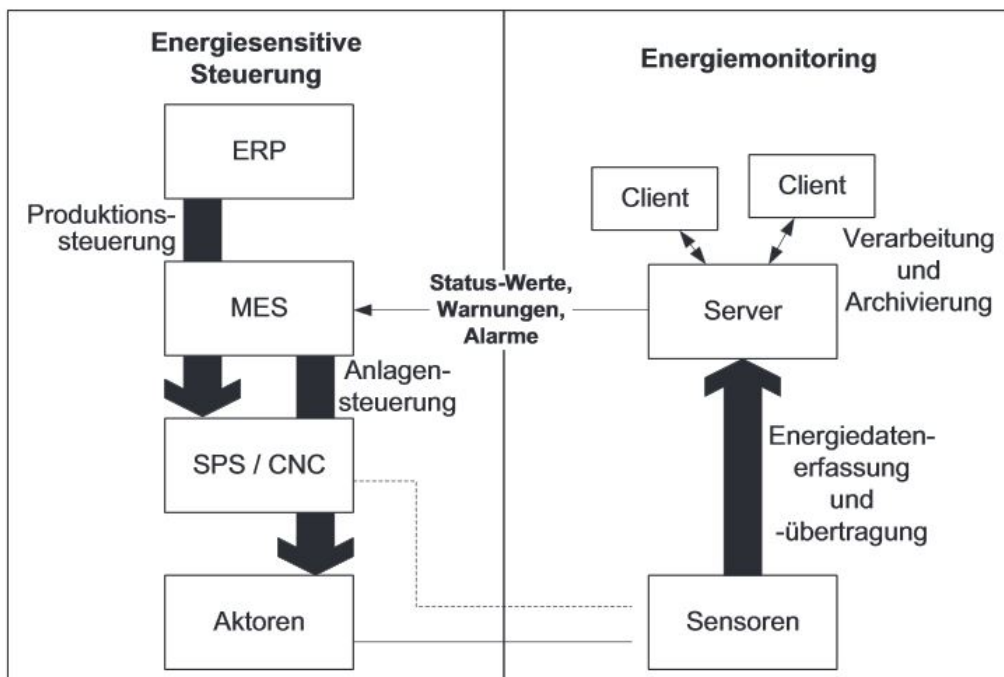 Energiesensitive
Steuerung
ERP
Produktions-
steuerung
MES
Anlagen-
steuerung
SPS / CNC
Aktoren
Status-Werte,
Warnungen,
Alarme
Energiemonitoring
Client
Client
Verarbeitung
und
Archivierung
Server
Energiedaten-
erfassung
und
-übertragung
Sensoren